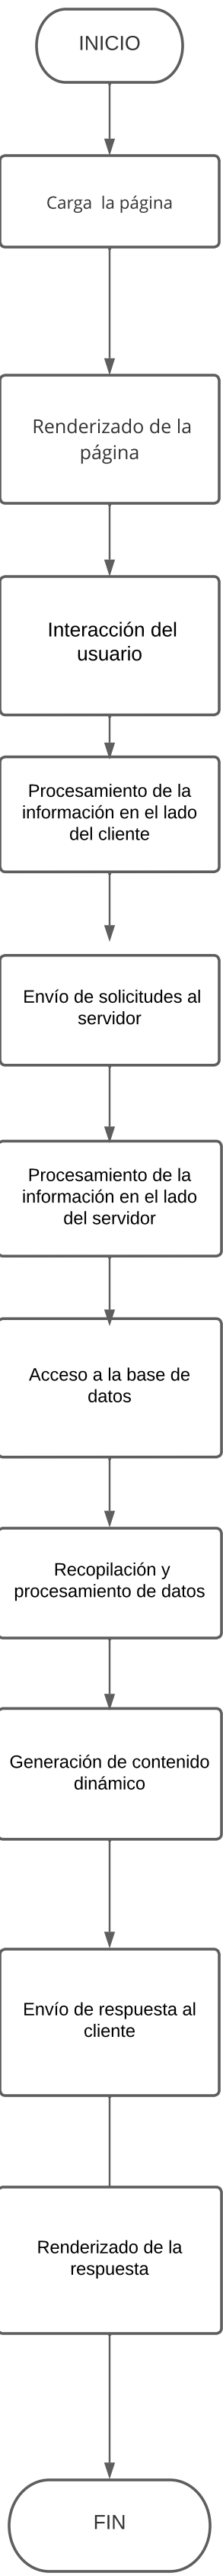 INICIO
Carga la página
Renderizado de la
página
Interacción del
usuario
Procesamiento de la
información en el lado
del cliente
Envío de solicitudes al
servidor
Procesamiento de la
información en el lado
del servidor
Acceso a la base de
datos
Recopilación y
procesamiento de datos
Generación de contenido
dinámico
Envío de respuesta al
cliente
Renderizado de la
respuesta
FIN